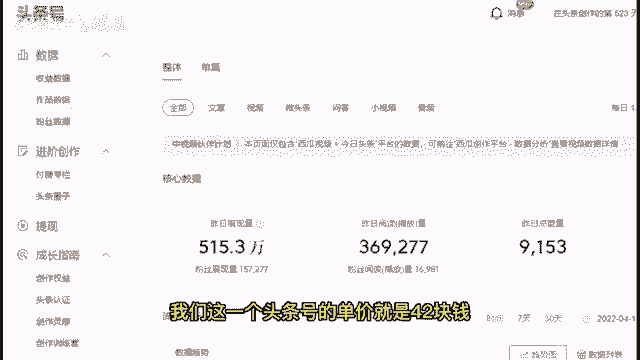 头条号
消息
在头条创作的第 623 天
数据
收益数据
作品数据
粉丝数据
进阶创作
付费专栏
头条圈子
提现
成长指南
创作权益
头条认证
创作灵感
创作训练营
整体 单篇
全部 文章 视频 微头条 问答 小视频 音频
每日 1
中视频伙伴计划
本页面仅包含"西瓜视频 + 今日头条"平台的数据，可前往"西瓜创作平台 - 数据分析"查看视频数据详情
核心数据
昨日展现量 昨日阅读(播放)量 昨日点赞量
515.3 万 369,277 9,153
粉丝展现量 157,277 粉丝阅读(播放)量 36,981
7天 30天 2022-04-1
我们这一个头条号的单价就是42块钱
数据趋势
趋势图 数据列表